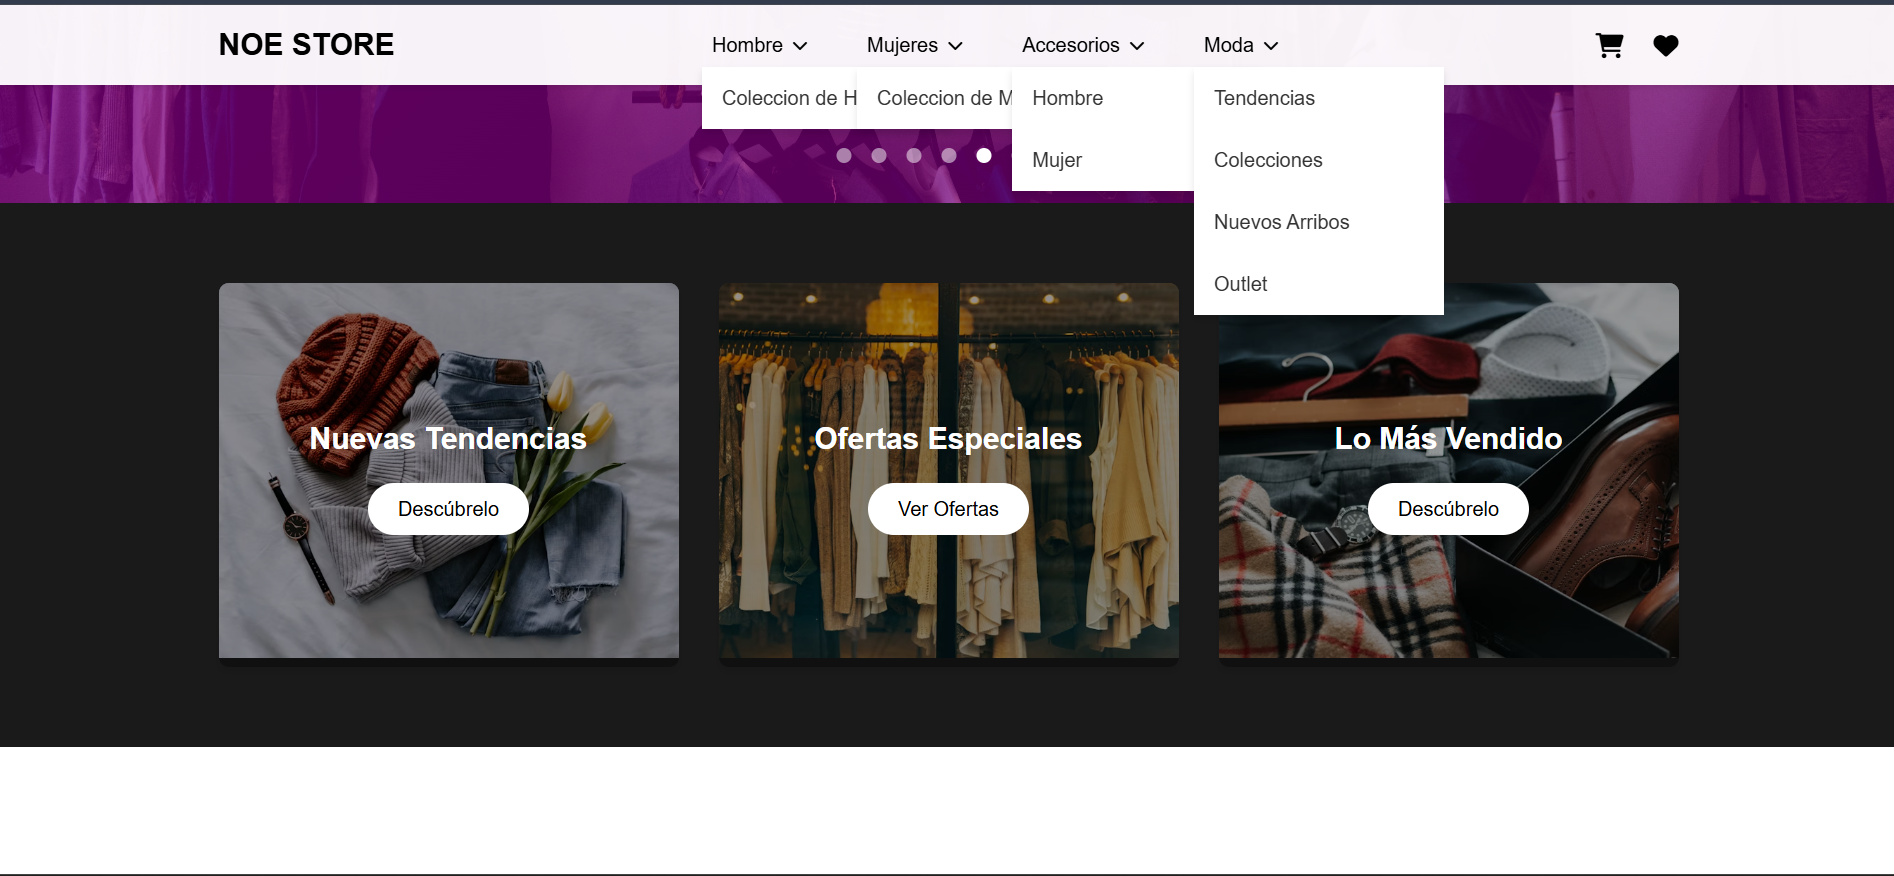 NOE STORE
Hombre
Mujeres
Accesorios
Moda
Coleccion de H
Coleccion de M
Hombre
Mujer
Tendencias
Colecciones
Nuevos Arribos
Outlet
Nuevas Tendencias
Descúbrelo
Ofertas Especiales
Ver Ofertas
Lo Más Vendido
Descúbrelo